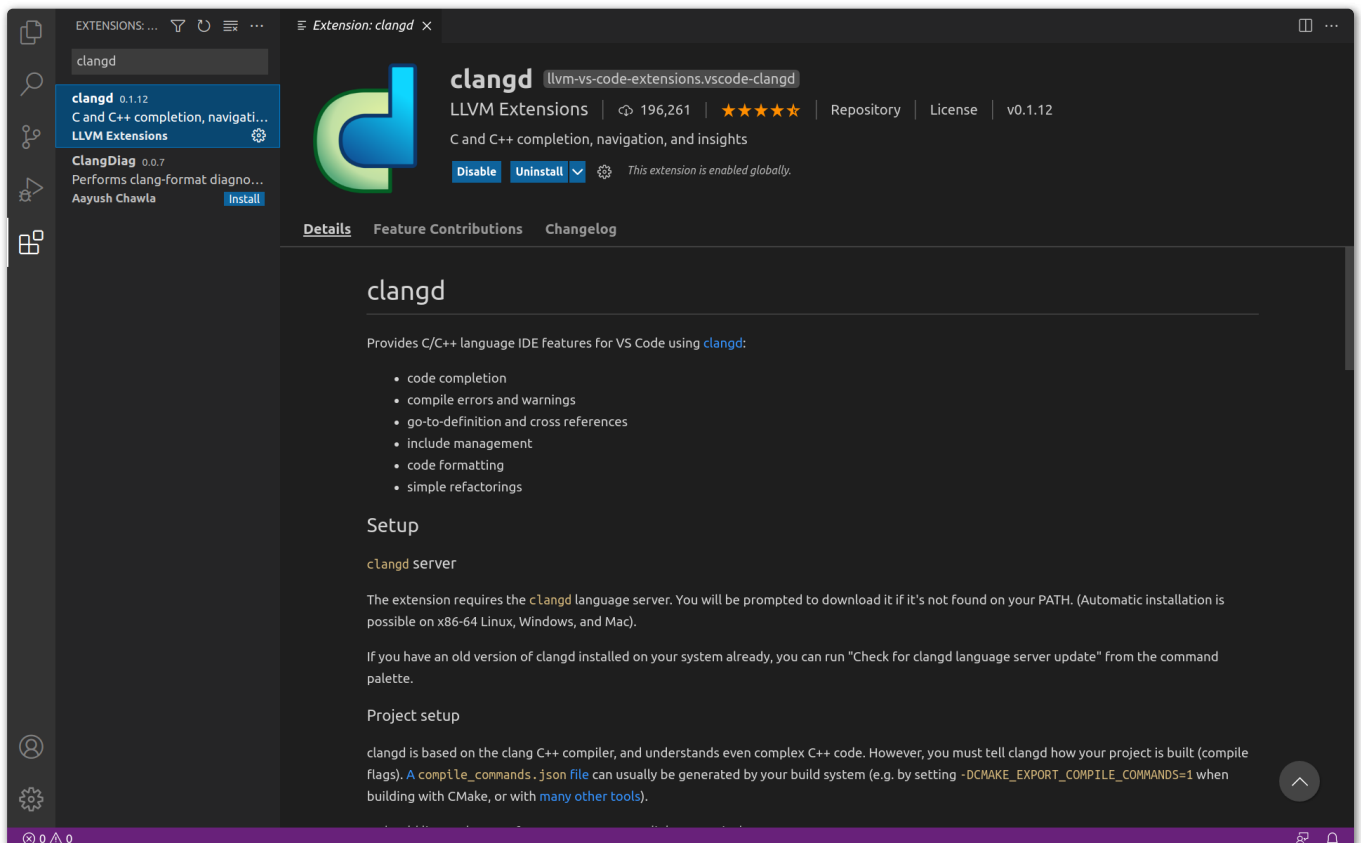 EXTENSIONS: ...
clangd
clangd 0.1.12
C and C++ completion, navigati...
LLVM Extensions
ClangDiag 0.0.7
Performs clang-format diagno...
Aayush Chawla Install
Extension: clangd
clangd llvm-vs-code-extensions.vscode-clangd
LLVM Extensions 196,261 Repository License v0.1.12
C and C++ completion, navigation, and insights
Disable Uninstall This extension is enabled globally.
Details Feature Contributions Changelog
clangd
Provides C/C++ language IDE features for VS Code using clangd:
• code completion
• compile errors and warnings
• go-to-definition and cross references
• include management
• code formatting
• simple refactorings
Setup
clangd server
The extension requires the clangd language server. You will be prompted to download it if it's not found on your PATH. (Automatic installation is
possible on x86-64 Linux, Windows, and Mac).
If you have an old version of clangd installed on your system already, you can run "Check for clangd language server update" from the command
palette.
Project setup
clangd is based on the clang C++ compiler, and understands even complex C++ code. However, you must tell clangd how your project is built (compile
flags). A compile_commands.json file can usually be generated by your build system (e.g. by setting -DCMAKE_EXPORT_COMPILE_COMMANDS=1 when
building with CMake, or with many other tools).
0 0